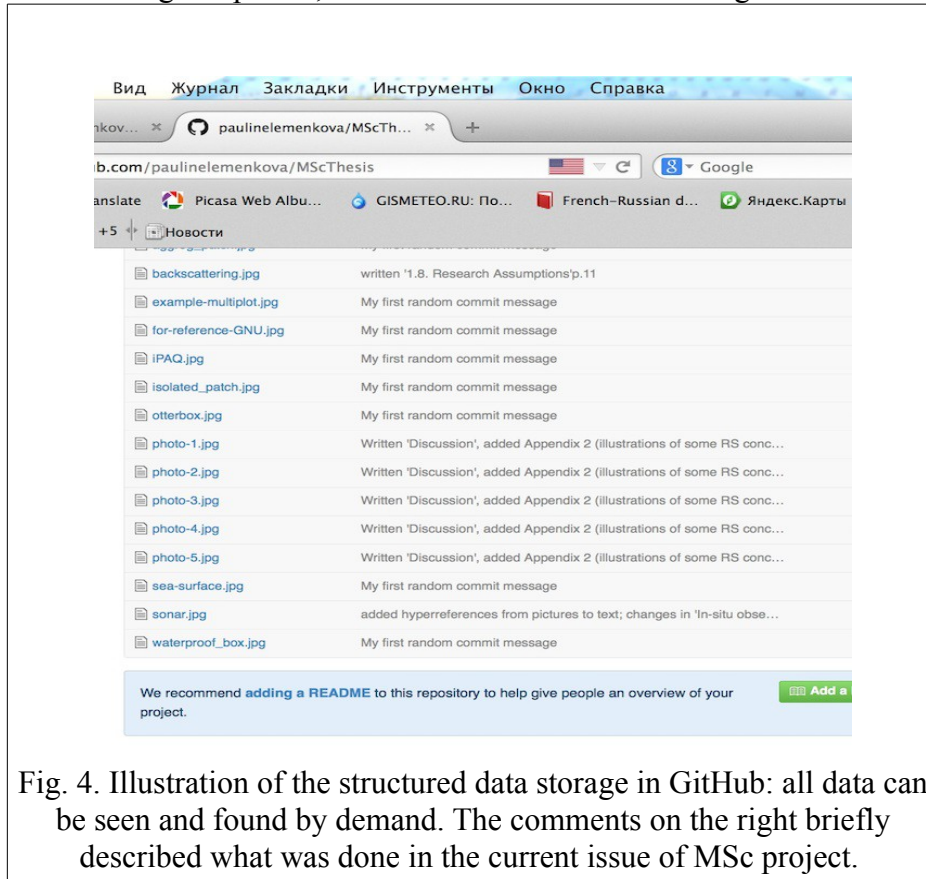 Вид Журнал Закладки Инструменты Окно Справка
paulinelemenkova/MScTh...
b.com/paulinelemenkova/MScThesis Google
anslate Picasa Web Albu... GISMETEO.RU: По... French-Russian d... Яндекс.Карты
+5 Новости
backscattering.jpg written '1.8. Research Assumptions'p.11
example-multiplot.jpg My first random commit message
for-reference-GNU.jpg My first random commit message
iPAQ.jpg My first random commit message
isolated_patch.jpg My first random commit message
otterbox.jpg My first random commit message
photo-1.jpg Written 'Discussion', added Appendix 2 (illustrations of some RS conc...
photo-2.jpg Written 'Discussion', added Appendix 2 (illustrations of some RS conc...
photo-3.jpg Written 'Discussion', added Appendix 2 (illustrations of some RS conc...
photo-4.jpg Written 'Discussion', added Appendix 2 (illustrations of some RS conc...
photo-5.jpg Written 'Discussion', added Appendix 2 (illustrations of some RS conc...
sea-surface.jpg My first random commit message
sonar.jpg added hyperreferences from pictures to text; changes in 'In-situ obse...
waterproof_box.jpg My first random commit message
We recommend adding a README to this repository to help give people an overview of your
project.
Add a
Fig. 4. Illustration of the structured data storage in GitHub: all data can
be seen and found by demand. The comments on the right briefly
described what was done in the current issue of MSc project.